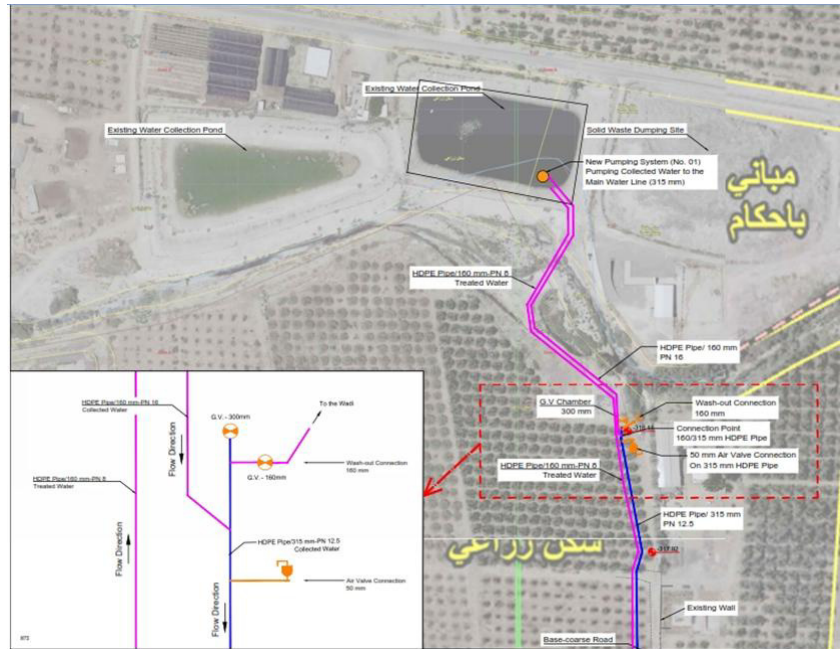 Existing Water Collection Pond
Existing Water Collection Pond
Solid Waste Dumping Site
New Pumping System (No. 01)
Pumping Collected Water to the
Main Water Line (315 mm)
مباني
باحكام
HDPE Pipe/160 mm-PN 6
Treated Water
HDPE Pipe/ 160 mm
PN 16
G.V Chamber
300 mm
Wash-out Connection
160 mm
Connection Point
160/315 mm HDPE Pipe
50 mm Air Valve Connection
On 315 mm HDPE Pipe
HDPE Pipe/160 mm-PN 6
Treated Water
HDPE Pipe/ 315 mm
PN 12.5
سكن زراعي
-317.62
Existing Wall
Base-coarse Road
HDPE Pipe/160 mm-PN 16
Collected Water
G.V. - 300mm
To the Wadi
Flow Direction
G.V. - 160mm
Wash-out Connection
160 mm
HDPE Pipe/160 mm-PN 6
Treated Water
Flow Direction
HDPE Pipe/315 mm-PN 12.5
Collected Water
Air Valve Connection
50 mm
Flow Direction